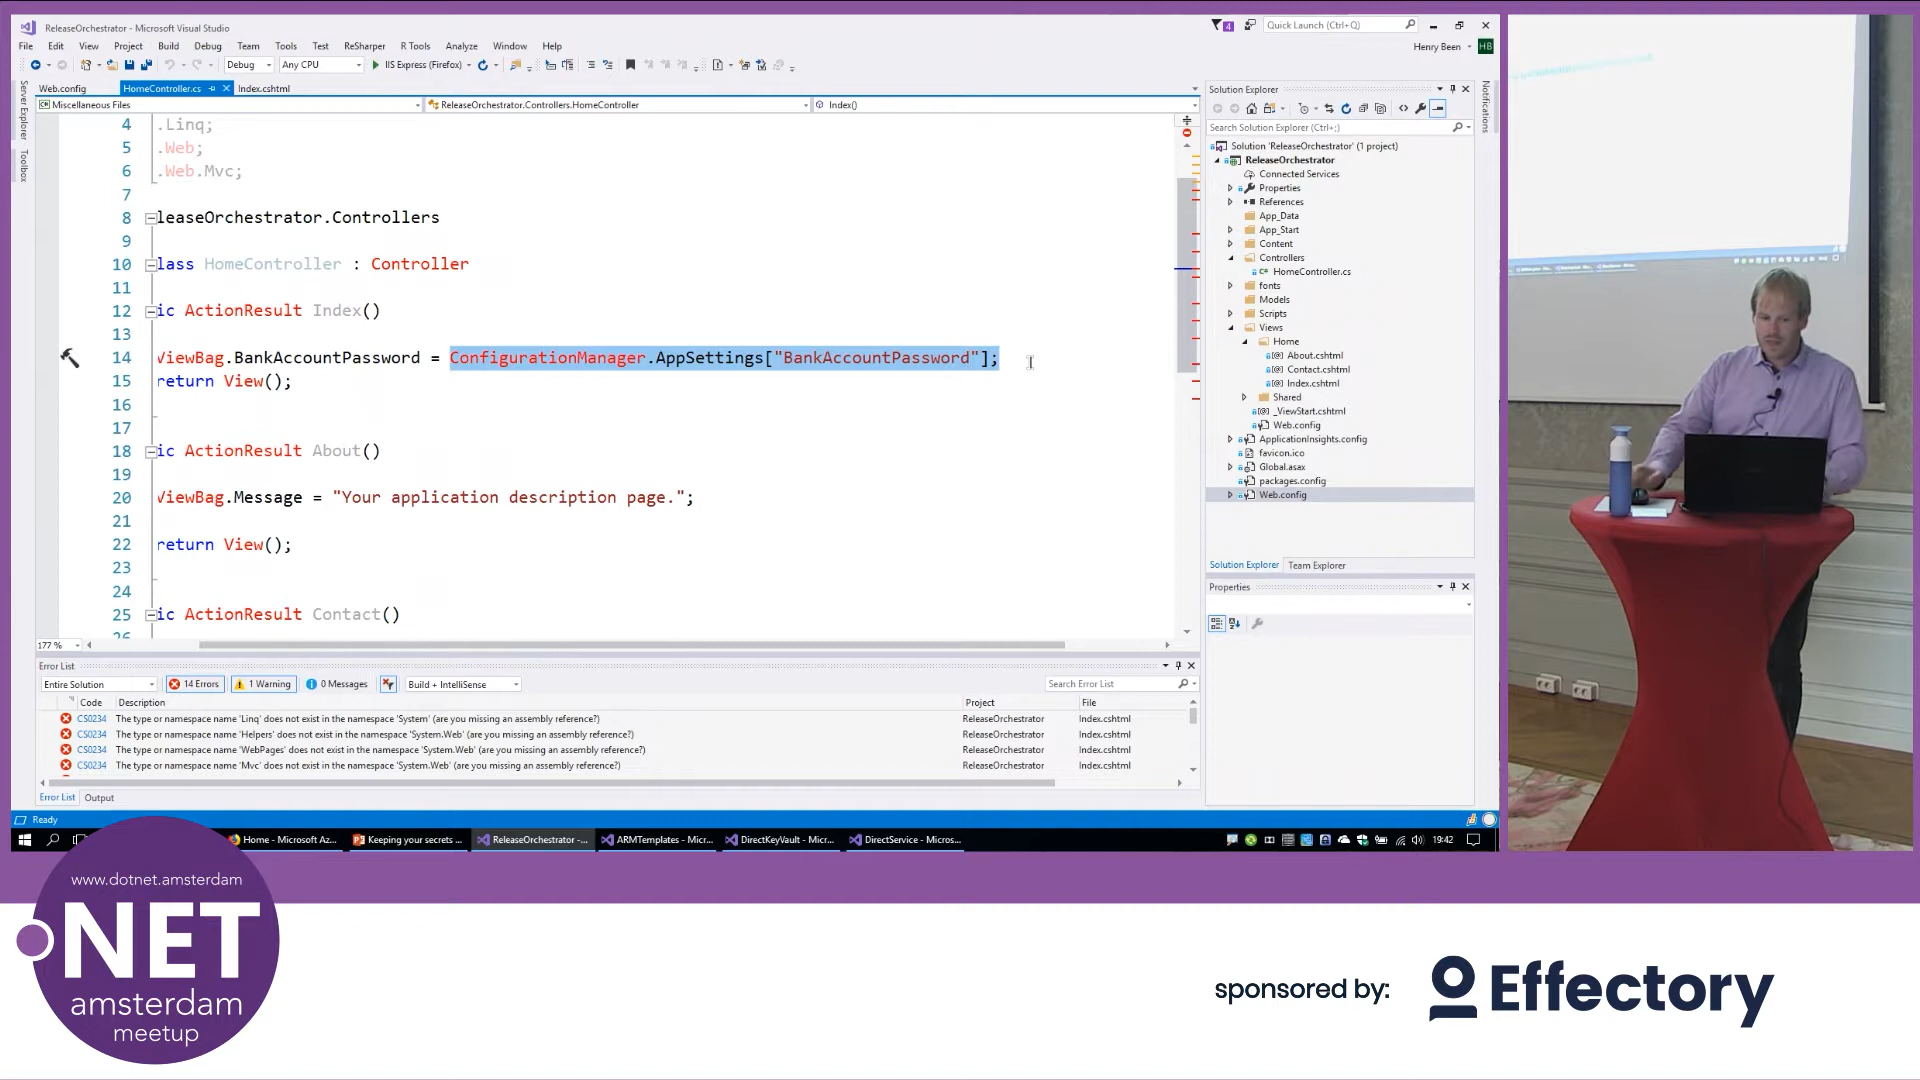 ReleaseOrchestrator - Microsoft Visual Studio
4
Quick Launch (Ctrl+Q)
File Edit View Project Build Debug Team Tools Test ReSharper R Tools Analyze Window Help
Henry Been HB
Debug Any CPU IIS Express (Firefox)
Web.config HomeController.cs Index.cshtml
Miscellaneous Files ReleaseOrchestrator.Controllers.HomeController Index()
Server Explorer
Toolbox
4 .Linq;
5 .Web;
6 .Web.Mvc;
7
8 leaseOrchestrator.Controllers
9
10 lass HomeController : Controller
11
12 ic ActionResult Index()
13
14 ViewBag.BankAccountPassword = ConfigurationManager.AppSettings["BankAccountPassword"];
15 return View();
16
17
18 ic ActionResult About()
19
20 ViewBag.Message = "Your application description page.";
21
22 return View();
23
24
25 ic ActionResult Contact()
26
177 %
Solution Explorer
Search Solution Explorer (Ctrl+;)
Solution 'ReleaseOrchestrator' (1 project)
ReleaseOrchestrator
Connected Services
Properties
References
App_Data
App_Start
Content
Controllers
HomeController.cs
fonts
Models
Scripts
Views
Home
About.cshtml
Contact.cshtml
Index.cshtml
Shared
_ViewStart.cshtml
Web.config
ApplicationInsights.config
favicon.ico
Global.asax
packages.config
Web.config
Solution Explorer Team Explorer
Properties
Notifications
Error List
Entire Solution 14 Errors 1 Warning 0 Messages Build + IntelliSense Search Error List
Code Description Project File
CS0234 The type or namespace name 'Linq' does not exist in the namespace 'System' (are you missing an assembly reference?) ReleaseOrchestrator Index.cshtml
CS0234 The type or namespace name 'Helpers' does not exist in the namespace 'System.Web' (are you missing an assembly reference?) ReleaseOrchestrator Index.cshtml
CS0234 The type or namespace name 'WebPages' does not exist in the namespace 'System.Web' (are you missing an assembly reference?) ReleaseOrchestrator Index.cshtml
CS0234 The type or namespace name 'Mvc' does not exist in the namespace 'System.Web' (are you missing an assembly reference?) ReleaseOrchestrator Index.cshtml
Error List Output
Ready
Home - Microsoft Az... Keeping your secrets ... ReleaseOrchestrator -... ARMTemplates - Micr... DirectKeyVault - Micr... DirectService - Micros... 19:42
www.dotnet.amsterdam
.NET
amsterdam
meetup
sponsored by: Effectory